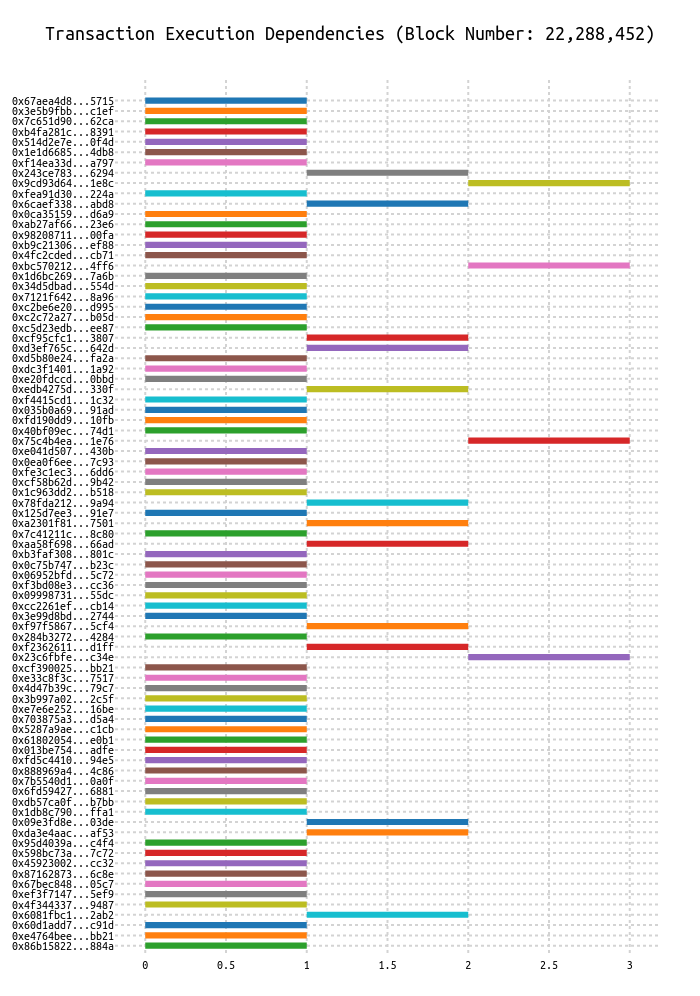 Transaction Execution Dependencies (Block Number: 22,288,452)
0x67aea4d8...5715
0x3e5b9fbb...c1ef
0x7c651d90...62ca
0xb4fa281c...8391
0x514d2e7e...0f4d
0x1e1d6685...4db8
0xf14ea33d...a797
0x243ce783...6294
0x9cd93d64...1e8c
0xfea91d30...224a
0x6caef338...abd8
0x0ca35159...d6a9
0xab27af66...23e6
0x98208711...00fa
0xb9c21306...ef88
0x4fc2cded...cb71
0xbc570212...4ff6
0x1d6bc269...7a6b
0x34d5dbad...554d
0x7121f642...8a96
0xc2be6e20...d995
0xc2c72a27...b05d
0xc5d23edb...ee87
0xcf95cfc1...3807
0xd3ef765c...642d
0xd5b80e24...fa2a
0xdc3f1401...1a92
0xe20fdccd...0bbd
0xedb4275d...330f
0xf4415cd1...1c32
0x035b0a69...91ad
0xfd190dd9...10fb
0x40bf09ec...74d1
0x75c4b4ea...1e76
0xe041d507...430b
0x0ea0f6ee...7c93
0xfe3c1ec3...6dd6
0xcf58b62d...9b42
0x1c963dd2...b518
0x78fda212...9a94
0x125d7ee3...91e7
0xa2301f81...7501
0x7c41211c...8c80
0xaa58f698...66ad
0xb3faf308...801c
0x0c75b747...b23c
0x06952bfd...5c72
0xf3bd08e3...cc36
0x09998731...55dc
0xcc2261ef...cb14
0x3e99d8bd...2744
0xf97f5867...5cf4
0x284b3272...4284
0xf2362611...d1ff
0x23c6fbfe...c34e
0xcf390025...bb21
0xe33c8f3c...7517
0x4d47b39c...79c7
0x3b997a02...2c5f
0xe7e6e252...16be
0x703875a3...d5a4
0x5287a9ae...c1cb
0x61802054...e0b1
0x013be754...adfe
0xfd5c4410...94e5
0x888969a4...4c86
0x7b5540d1...0a0f
0x6fd59427...6881
0xdb57ca0f...b7bb
0x1db8c790...ffa1
0x09e3fd8e...03de
0xda3e4aac...af53
0x95d4039a...c4f4
0x598bc73a...7c72
0x45923002...cc32
0x87162873...6c8e
0x67bec848...05c7
0xef3f7147...5ef9
0x4f344337...9487
0x6081fbc1...2ab2
0x60d1add7...c91d
0xe4764bee...bb21
0x86b15822...884a
0 0.5 1 1.5 2 2.5 3